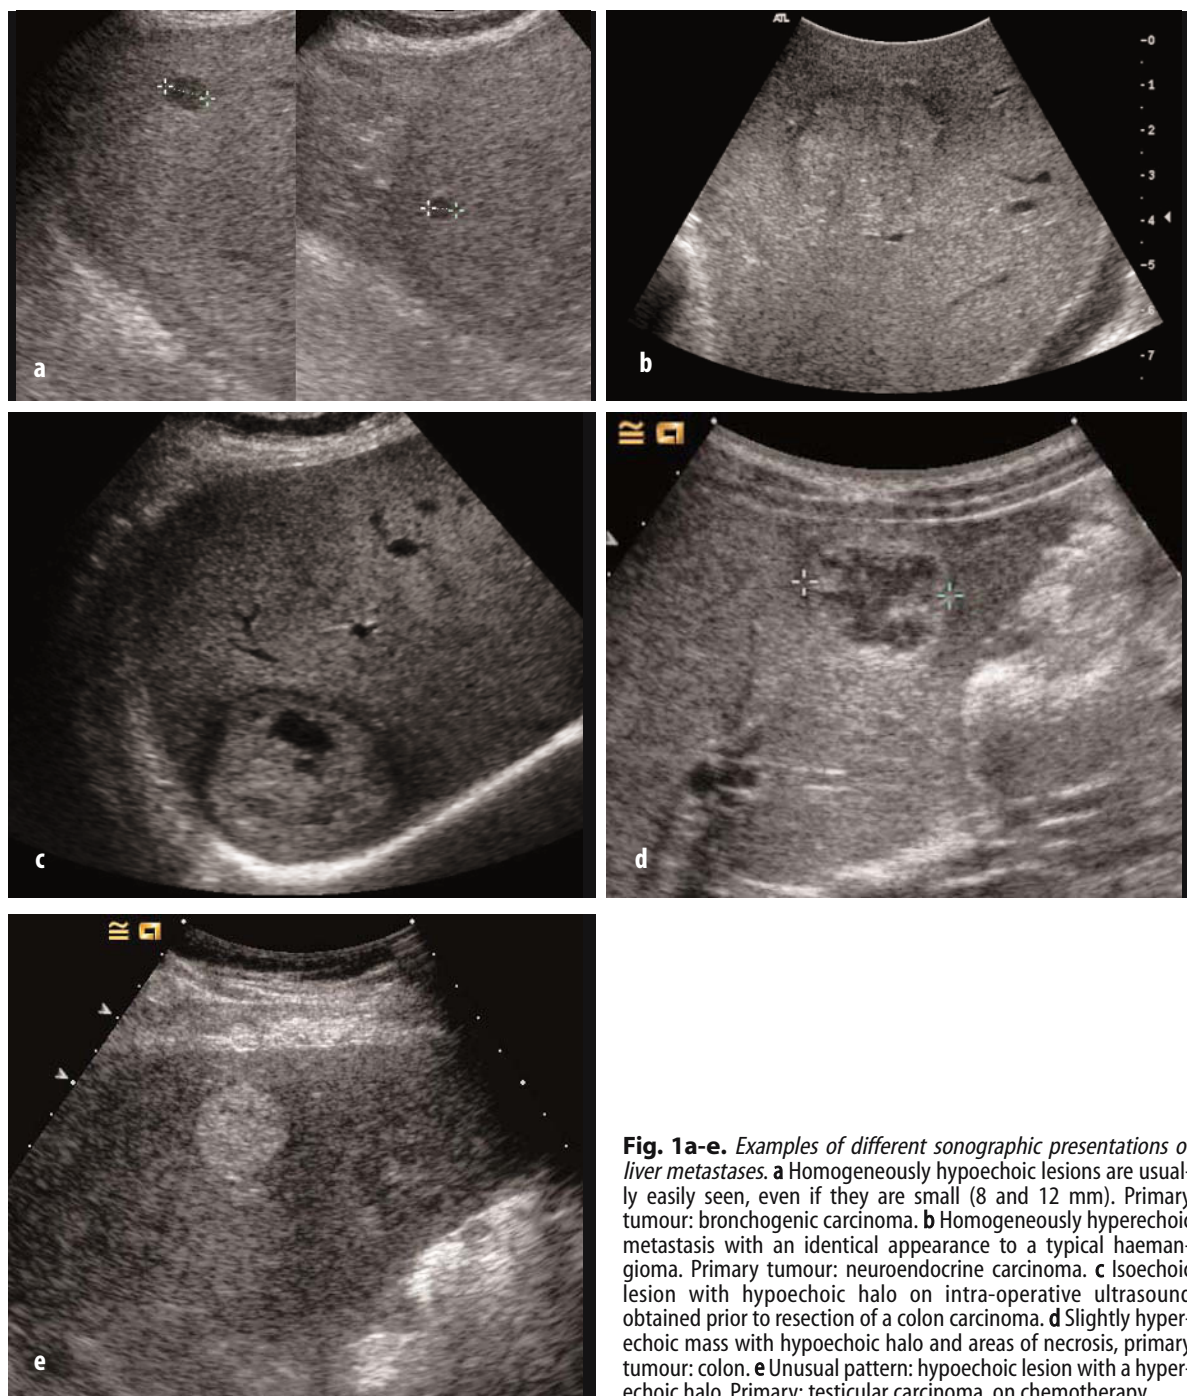 a
ATL
-0
-1
-2
-3
-4
-5
-7
b
c
d
e
Fig. 1a-e. Examples of different sonographic presentations o
liver metastases. a Homogeneously hypoechoic lesions are usual-
ly easily seen, even if they are small (8 and 12 mm). Primary
tumour: bronchogenic carcinoma. b Homogeneously hyperechoic
metastasis with an identical appearance to a typical haeman-
gioma. Primary tumour: neuroendocrine carcinoma. c Isoechoic
lesion with hypoechoic halo on intra-operative ultrasound
obtained prior to resection of a colon carcinoma. d Slightly hyper-
echoic mass with hypoechoic halo and areas of necrosis, primary
tumour: colon. e Unusual pattern: hypoechoic lesion with a hyper-
echoic halo. Primary: testicular carcinoma, on chemotherapy